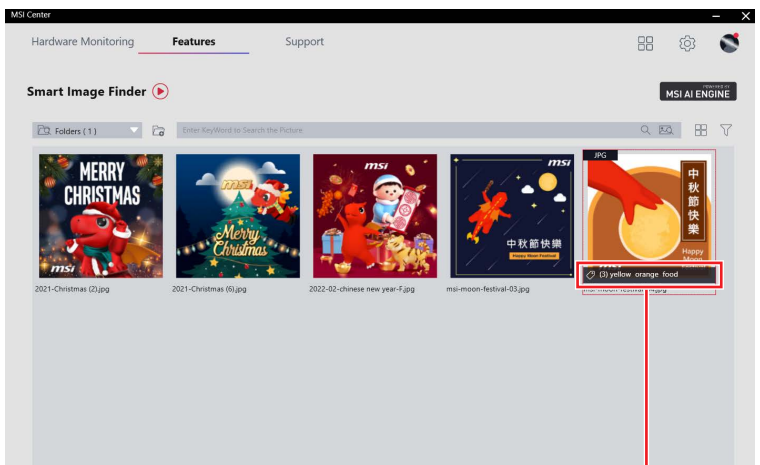 MSI Center
Hardware Monitoring
Features
Support
Smart Image Finder
POWERED BY
MSI AI ENGINE
Folders ( 1 )
Enter KeyWord to Search the Picture.
MERRY
CHRISTMAS
msi
msi
Merry
Christmas
msi
msi
中秋節快樂
Happy Moon Festival
JPG
中
秋
節
快
樂
Happy
Moon
(3) yellow orange food
2021-Christmas (2).jpg
2021-Christmas (6).jpg
2022-02-chinese new year-F.jpg
msi-moon-festival-03.jpg